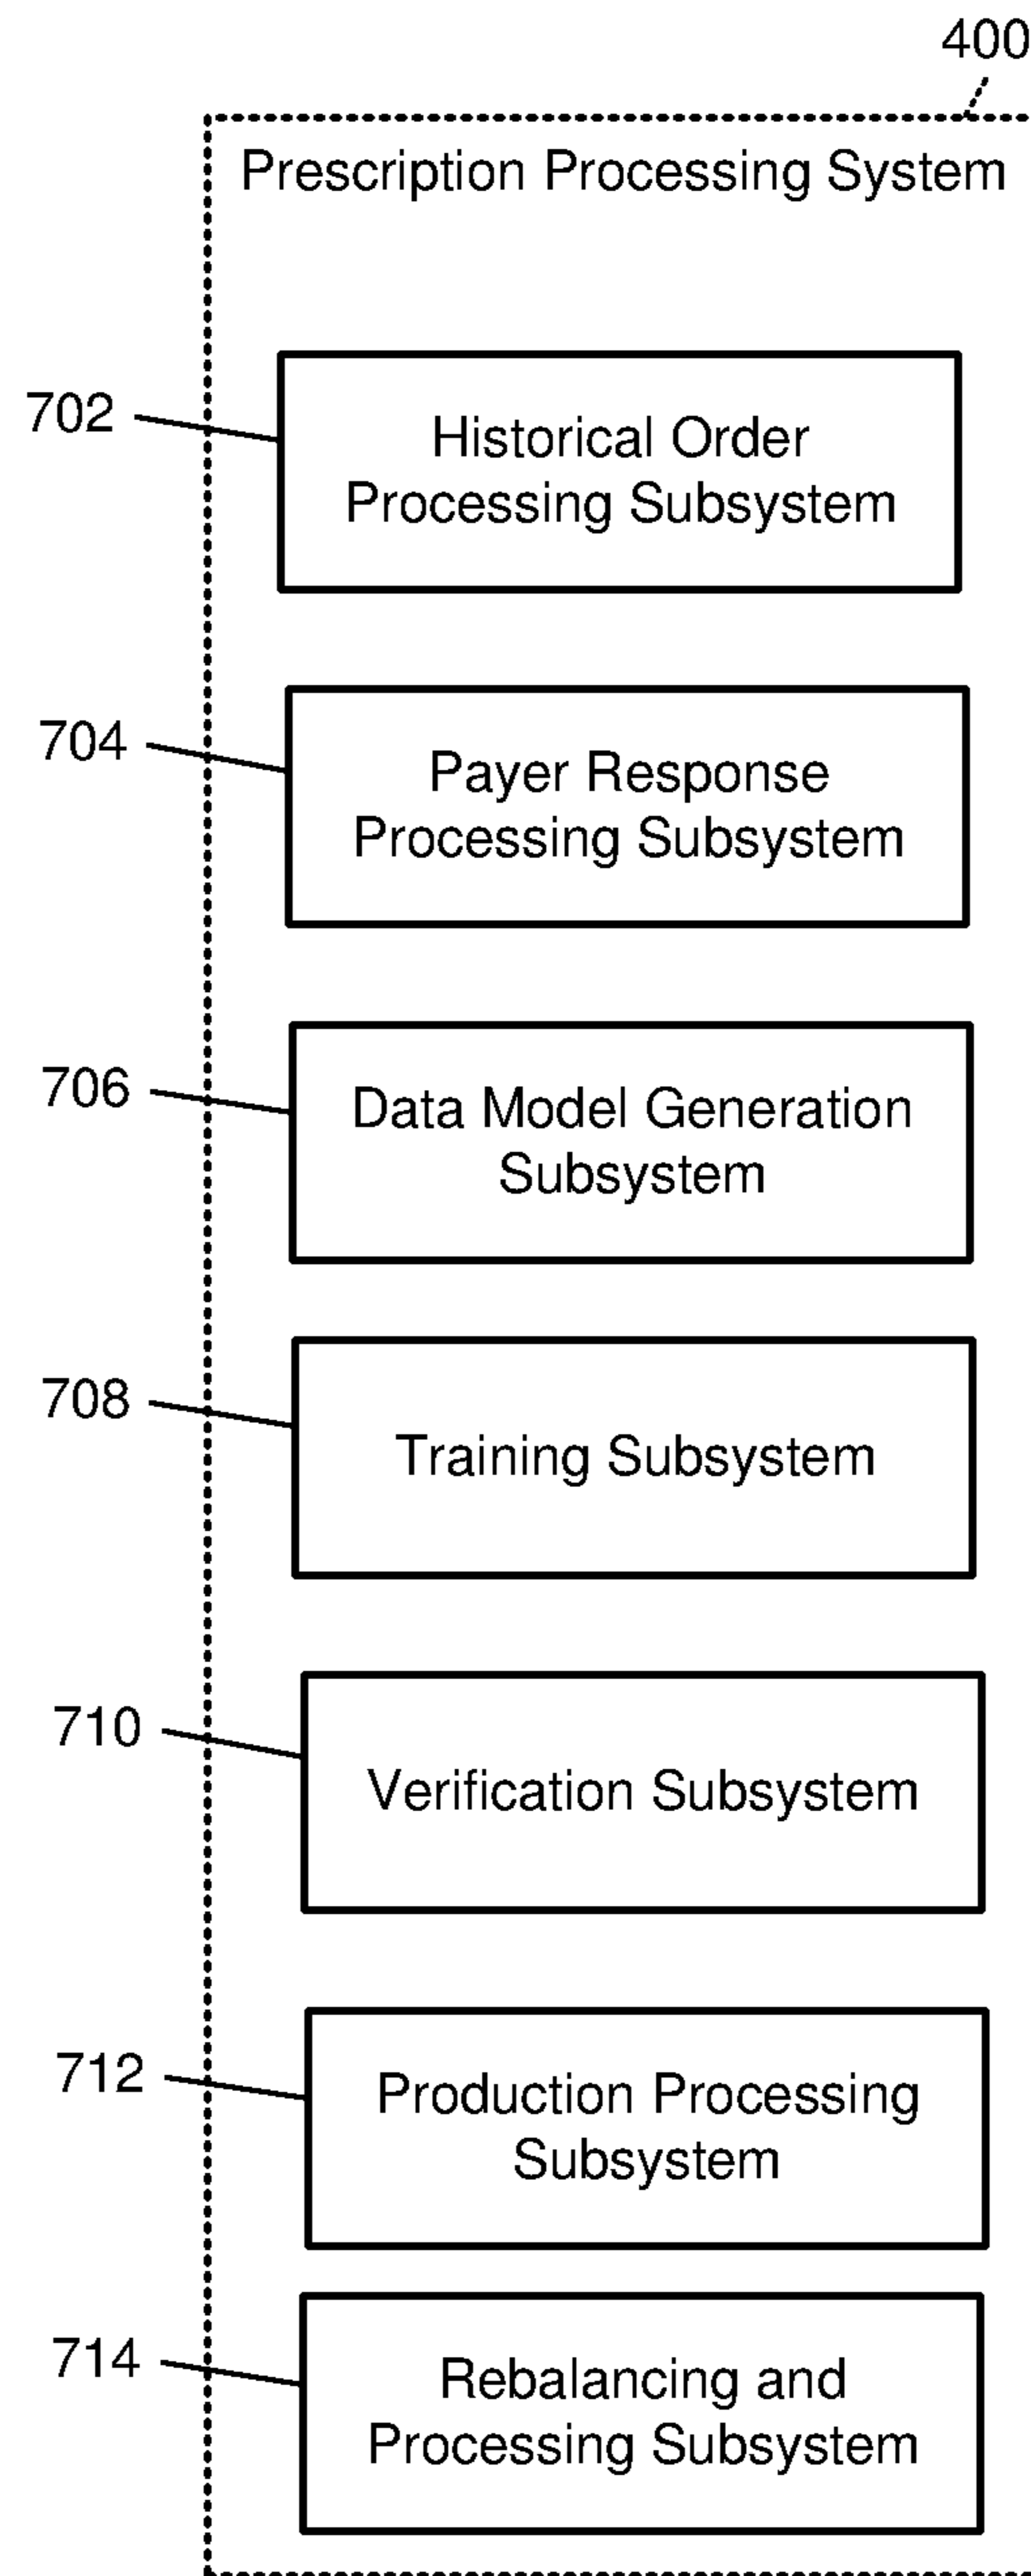 400
Prescription Processing System
702
Historical Order
Processing Subsystem
704
Payer Response
Processing Subsystem
706
Data Model Generation
Subsystem
708
Training Subsystem
710
Verification Subsystem
712
Production Processing
Subsystem
714
Rebalancing and
Processing Subsystem